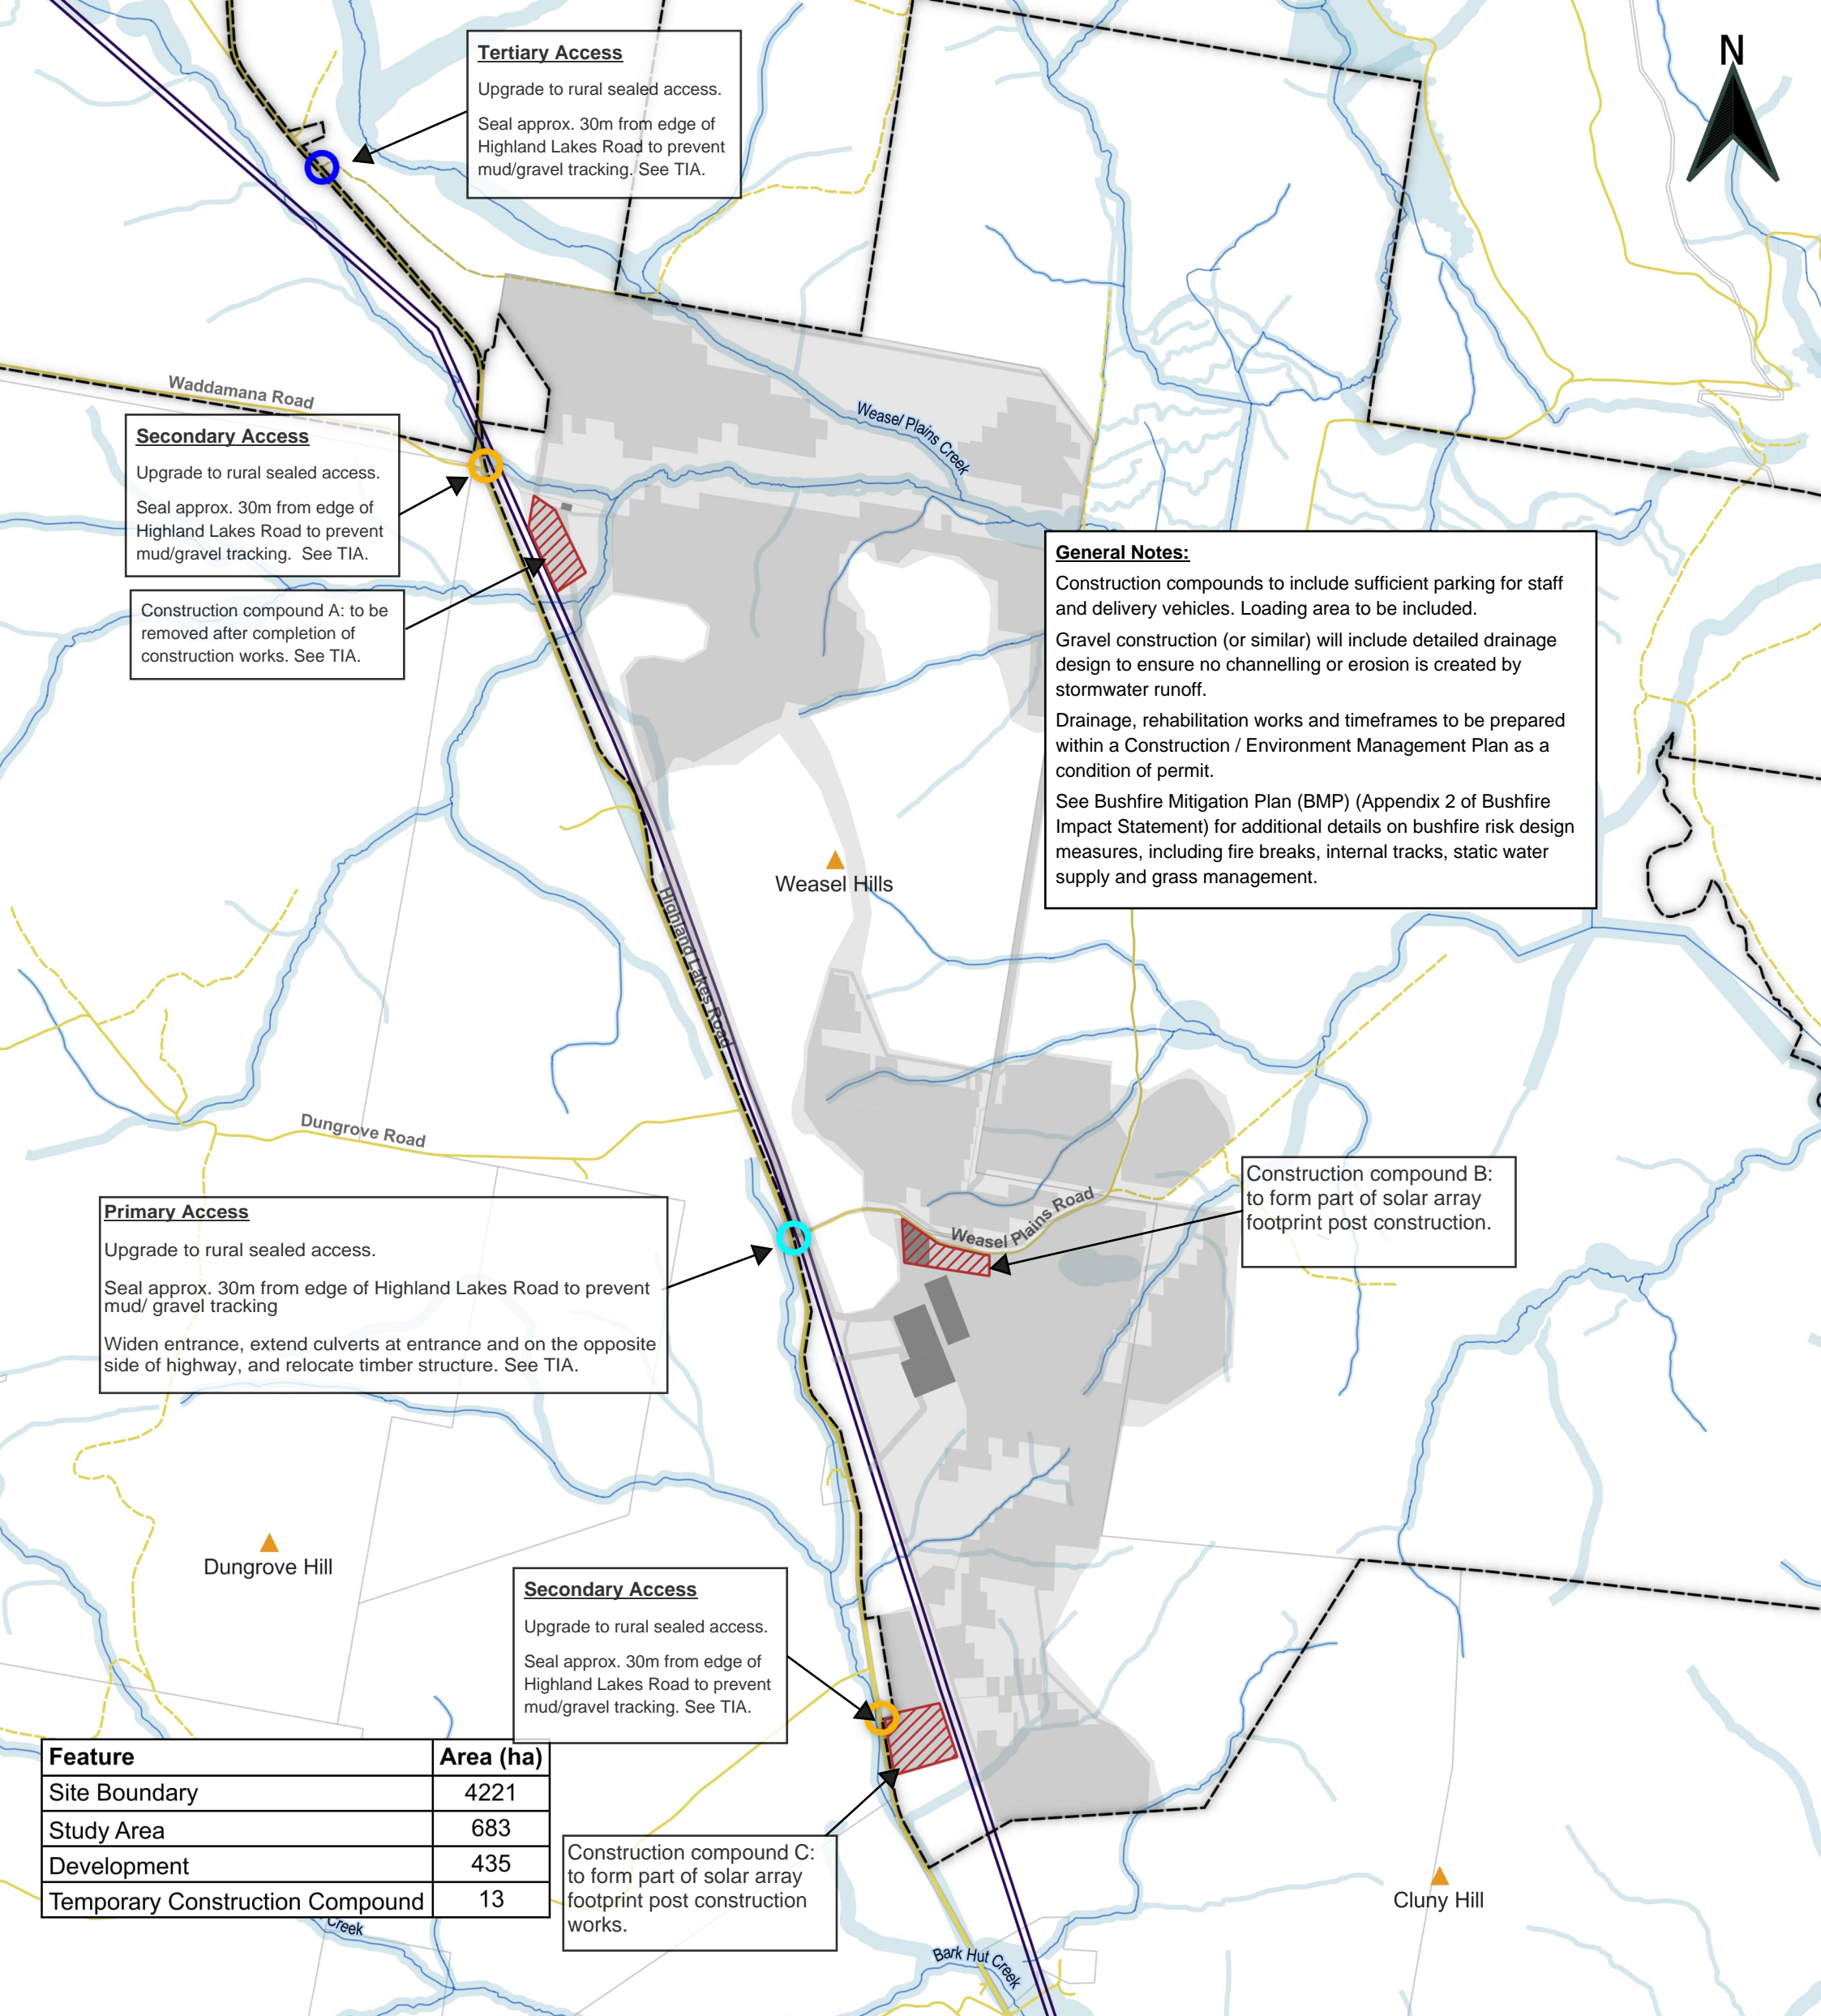 N
Tertiary Access
Upgrade to rural sealed access.
Seal approx. 30m from edge of
Highland Lakes Road to prevent
mud/gravel tracking. See TIA.
Waddamana Road
Weasel Plains Creek
Secondary Access
Upgrade to rural sealed access.
Seal approx. 30m from edge of
Highland Lakes Road to prevent
mud/gravel tracking. See TIA.
Construction compound A: to be
removed after completion of
construction works. See TIA.
General Notes:
Construction compounds to include sufficient parking for staff
and delivery vehicles. Loading area to be included.
Gravel construction (or similar) will include detailed drainage
design to ensure no channelling or erosion is created by
stormwater runoff.
Drainage, rehabilitation works and timeframes to be prepared
within a Construction / Environment Management Plan as a
condition of permit.
See Bushfire Mitigation Plan (BMP) (Appendix 2 of Bushfire
Impact Statement) for additional details on bushfire risk design
measures, including fire breaks, internal tracks, static water
supply and grass management.
Weasel Hills
Highland Lakes Road
Dungrove Road
Construction compound B:
to form part of solar array
footprint post construction.
Weasel Plains Road
Primary Access
Upgrade to rural sealed access.
Seal approx. 30m from edge of Highland Lakes Road to prevent
mud/ gravel tracking
Widen entrance, extend culverts at entrance and on the opposite
side of highway, and relocate timber structure. See TIA.
Dungrove Hill
Secondary Access
Upgrade to rural sealed access.
Seal approx. 30m from edge of
Highland Lakes Road to prevent
mud/gravel tracking. See TIA.
Feature Area (ha)
Site Boundary 4221
Study Area 683
Development 435
Temporary Construction Compound 13
Creek
Construction compound C:
to form part of solar array
footprint post construction
works.
Cluny Hill
Bark Hut Creek